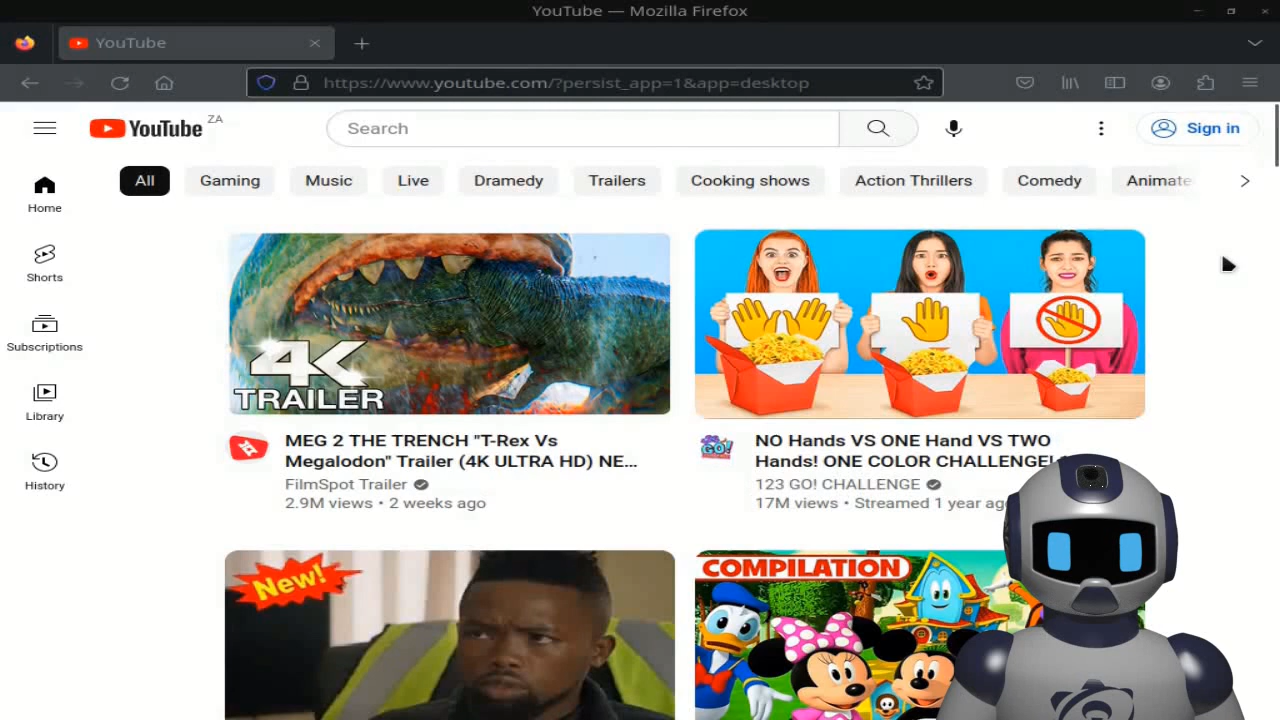 YouTube — Mozilla Firefox
YouTube
https://www.youtube.com/?persist_app=1&app=desktop
YouTube ZA
Search
Sign in
All
Gaming
Music
Live
Dramedy
Trailers
Cooking shows
Action Thrillers
Comedy
Animate
Home
Shorts
Subscriptions
Library
History
4K
TRAILER
MEG 2 THE TRENCH "T-Rex Vs
Megalodon" Trailer (4K ULTRA HD) NE...
FilmSpot Trailer
2.9M views • 2 weeks ago
GO!
NO Hands VS ONE Hand VS TWO
Hands! ONE COLOR CHALLENGE!
123 GO! CHALLENGE
17M views • Streamed 1 year ago
New!
COMPILATION